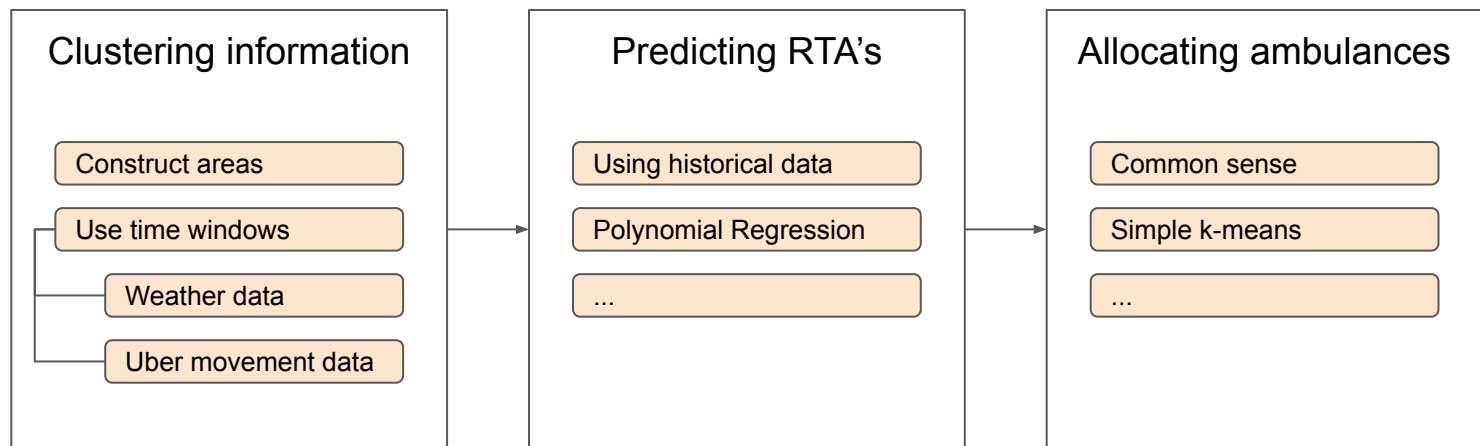 Clustering information
Construct areas
Use time windows
Weather data
Uber movement data
Predicting RTA's
Using historical data
Polynomial Regression
...
Allocating ambulances
Common sense
Simple k-means
...